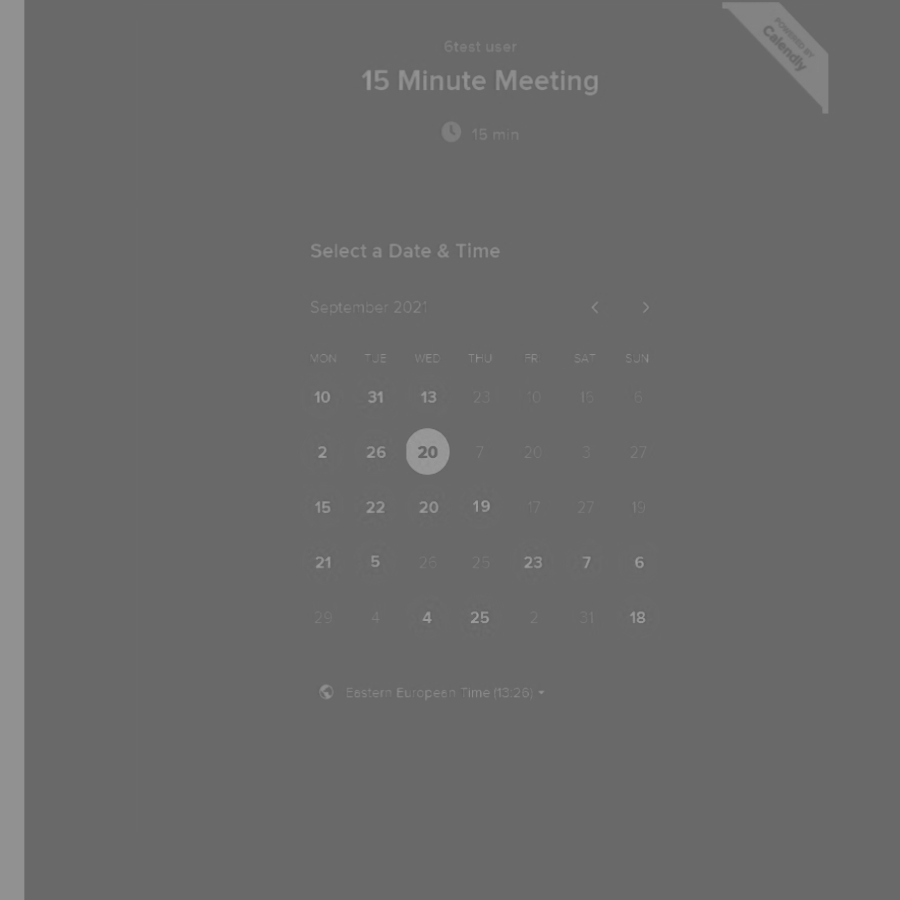 6test user
15 Minute Meeting
15 min
POWERED BY
Calendly
Select a Date & Time
September 2021
MON TUE WED THU FRI SAT SUN
10 31 13 23 10 15 6
2 26 20 7 20 3 27
15 22 20 19 17 27 19
21 5 26 25 23 7 6
29 4 4 25 2 31 18
Eastern European Time (13:26)